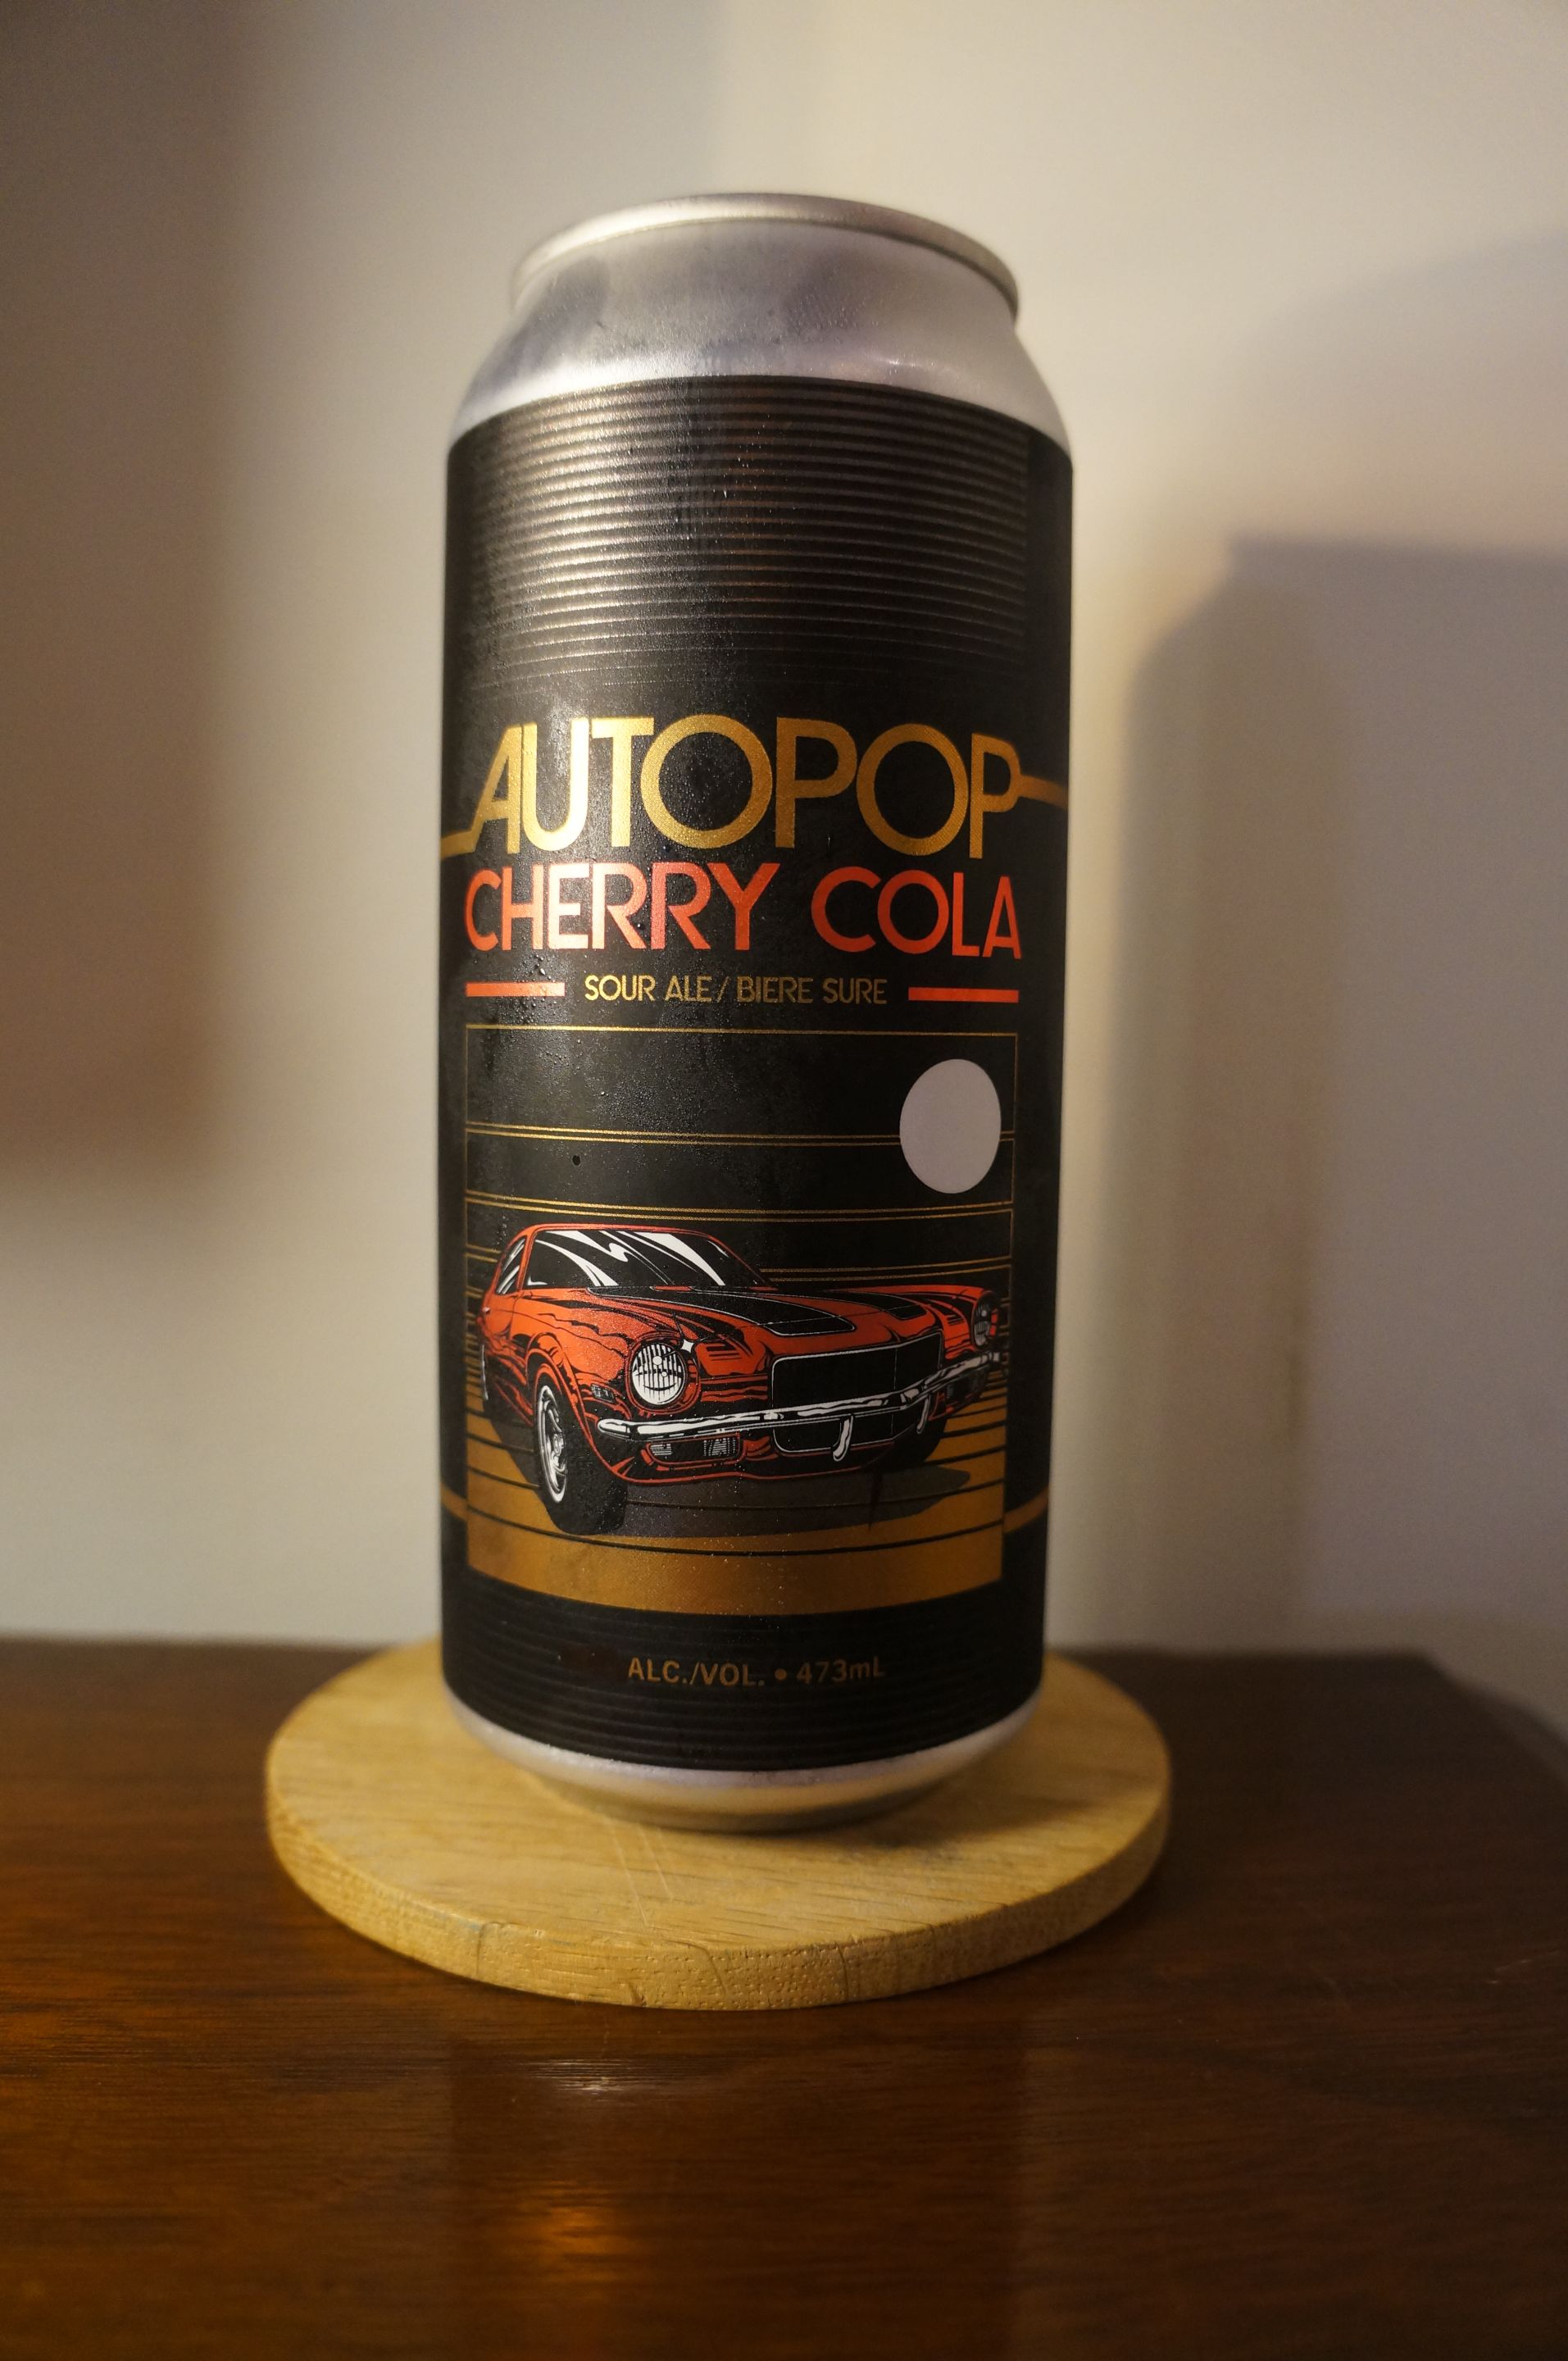 AUTOPOP
CHERRY COLA
SOUR ALE / BIERE SURE
ALC./VOL. • 473mL